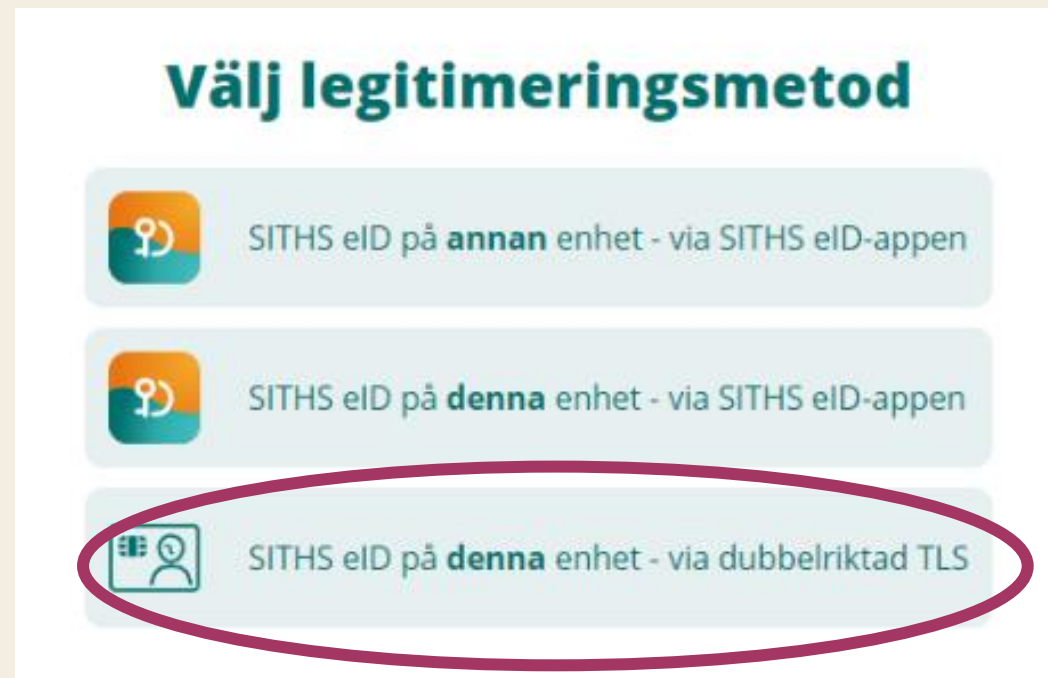 Välj legitimeringsmetod
SITHS eID på annan enhet - via SITHS eID-appen
SITHS eID på denna enhet - via SITHS eID-appen
SITHS eID på denna enhet - via dubbelriktad TLS